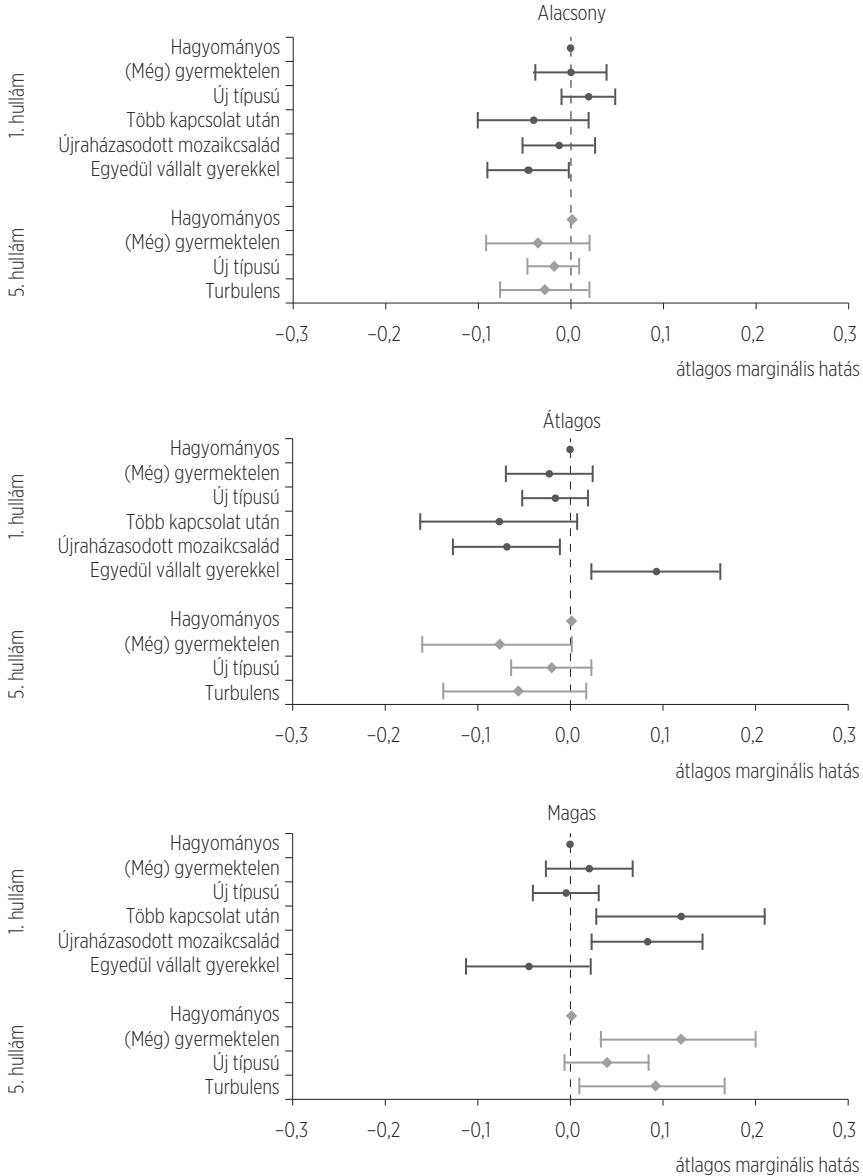 Alacsony
1. hullám
Hagyományos
(Még) gyermektelen
Új típusú
Több kapcsolat után
Újraházasodott mozaikcsalád
Egyedül vállalt gyerekkel
5. hullám
Hagyományos
(Még) gyermektelen
Új típusú
Turbulens
−0,3 −0,2 −0,1 0,0 0,1 0,2 0,3
átlagos marginális hatás
Átlagos
1. hullám
Hagyományos
(Még) gyermektelen
Új típusú
Több kapcsolat után
Újraházasodott mozaikcsalád
Egyedül vállalt gyerekkel
5. hullám
Hagyományos
(Még) gyermektelen
Új típusú
Turbulens
−0,3 −0,2 −0,1 0,0 0,1 0,2 0,3
átlagos marginális hatás
Magas
1. hullám
Hagyományos
(Még) gyermektelen
Új típusú
Több kapcsolat után
Újraházasodott mozaikcsalád
Egyedül vállalt gyerekkel
5. hullám
Hagyományos
(Még) gyermektelen
Új típusú
Turbulens
−0,3 −0,2 −0,1 0,0 0,1 0,2 0,3
átlagos marginális hatás